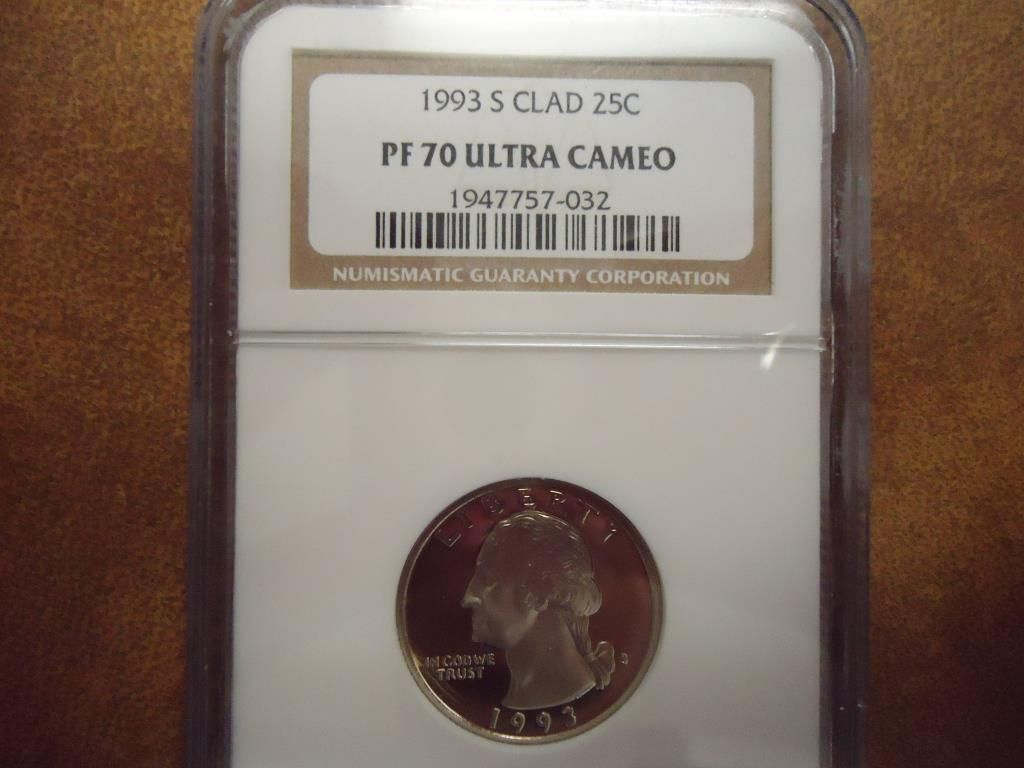 1993 S CLAD 25C
PF 70 ULTRA CAMEO
1947757-032
NUMISMATIC GUARANTY CORPORATION
LIBERTY
IN GOD WE
TRUST
S
1993